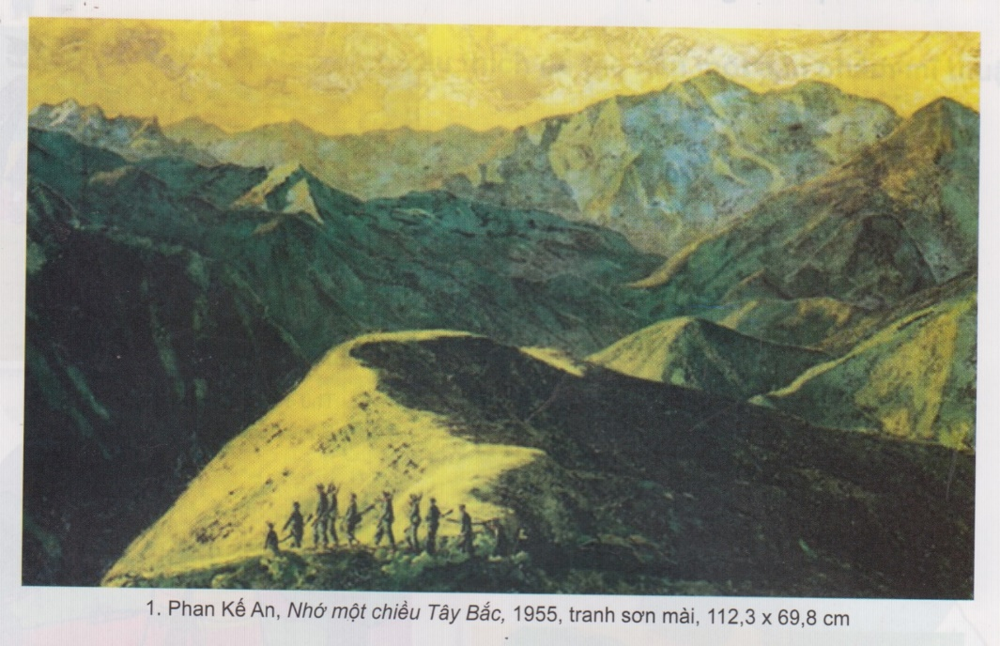 1. Phan Kế An, Nhớ một chiều Tây Bắc, 1955, tranh sơn mài, 112,3 x 69,8 cm